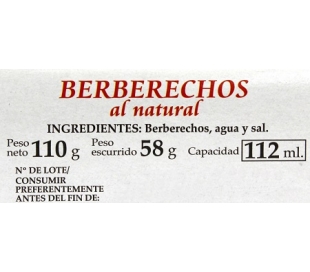 BERBERECHOS
al natural
INGREDIENTES: Berberechos, agua y sal.
Peso neto 110 g Peso escurrido 58 g Capacidad 112 ml.
Nº DE LOTE/
CONSUMIR
PREFERENTEMENTE
ANTES DEL FIN DE: